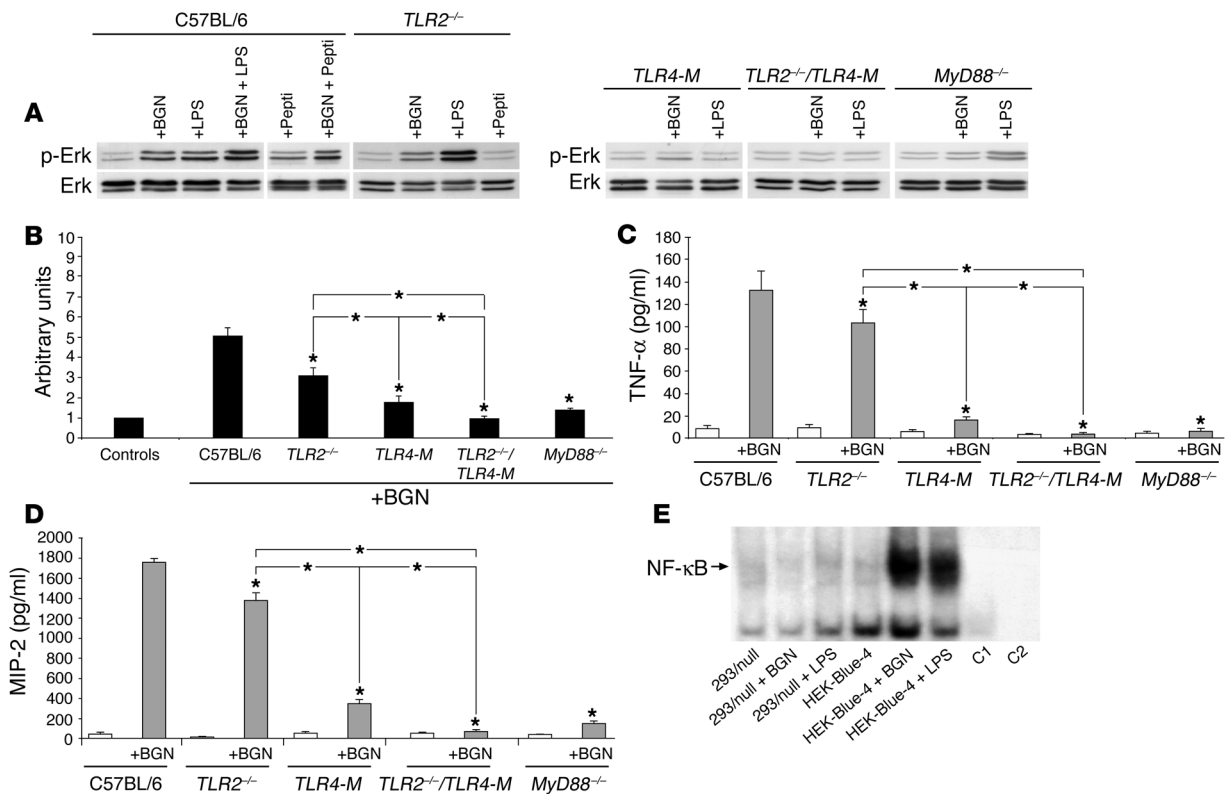 C57BL/6 TLR2–/–
+BGN +LPS +BGN + LPS +Pepti +BGN + Pepti +BGN +LPS +Pepti
TLR4-M TLR2–/–/TLR4-M MyD88–/–
+BGN +LPS +BGN +LPS +BGN +LPS
A
p-Erk p-Erk
Erk Erk
B
Arbitrary units
10
9
8
7
6
5
4
3
2
1
0
* * *
* * * *
Controls C57BL/6 TLR2–/– TLR4-M TLR2–/–/ MyD88–/–
TLR4-M
+BGN
C
TNF-α (pg/ml)
180
160
140
120
100
80
60
40
20
0
* * *
* * * *
+BGN +BGN +BGN +BGN +BGN
C57BL/6 TLR2–/– TLR4-M TLR2–/–/TLR4-M MyD88–/–
D
MIP-2 (pg/ml)
2000
1800
1600
1400
1200
1000
800
600
400
200
0
* * *
* * * *
+BGN +BGN +BGN +BGN +BGN
C57BL/6 TLR2–/– TLR4-M TLR2–/–/TLR4-M MyD88–/–
E
NF-κB
293/null
293/null + BGN
293/null + LPS
HEK-Blue-4
HEK-Blue-4 + BGN
HEK-Blue-4 + LPS
C1
C2